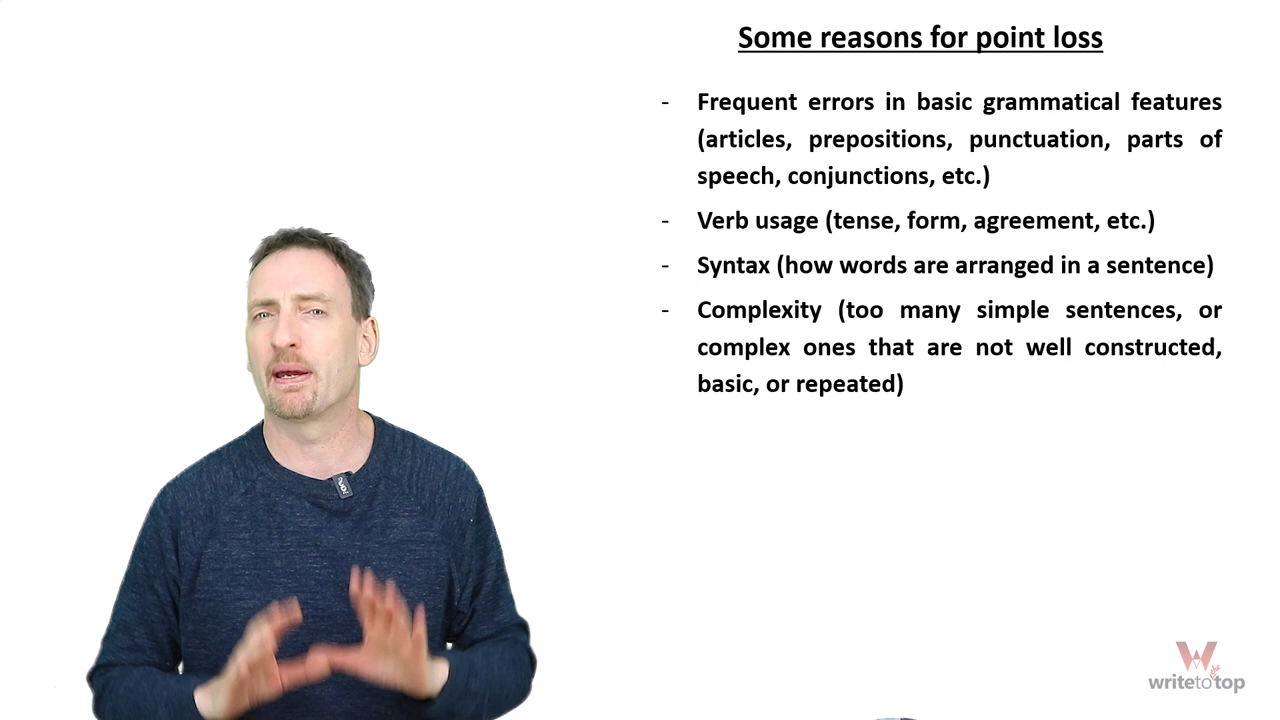 Some reasons for point loss
- Frequent errors in basic grammatical features
(articles, prepositions, punctuation, parts of
speech, conjunctions, etc.)
- Verb usage (tense, form, agreement, etc.)
- Syntax (how words are arranged in a sentence)
- Complexity (too many simple sentences, or
complex ones that are not well constructed,
basic, or repeated)
W
writetothetop